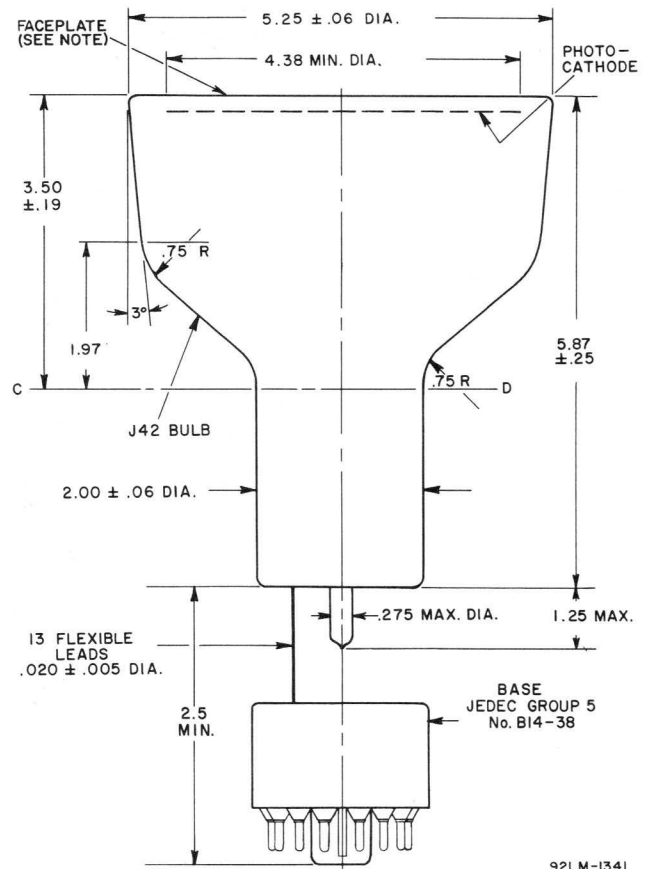 5.25 ± .06 DIA.
FACEPLATE
(SEE NOTE)
4.38 MIN. DIA.
PHOTO-
CATHODE
3.50
±.19
.75 R
3°
1.97
5.87
±.25
C
.75 R
D
J42 BULB
2.00 ± .06 DIA.
.275 MAX. DIA.
1.25 MAX.
13 FLEXIBLE
LEADS
.020 ± .005 DIA.
2.5
MIN.
BASE
JEDEC GROUP 5
No. B14-38
92LM-1341